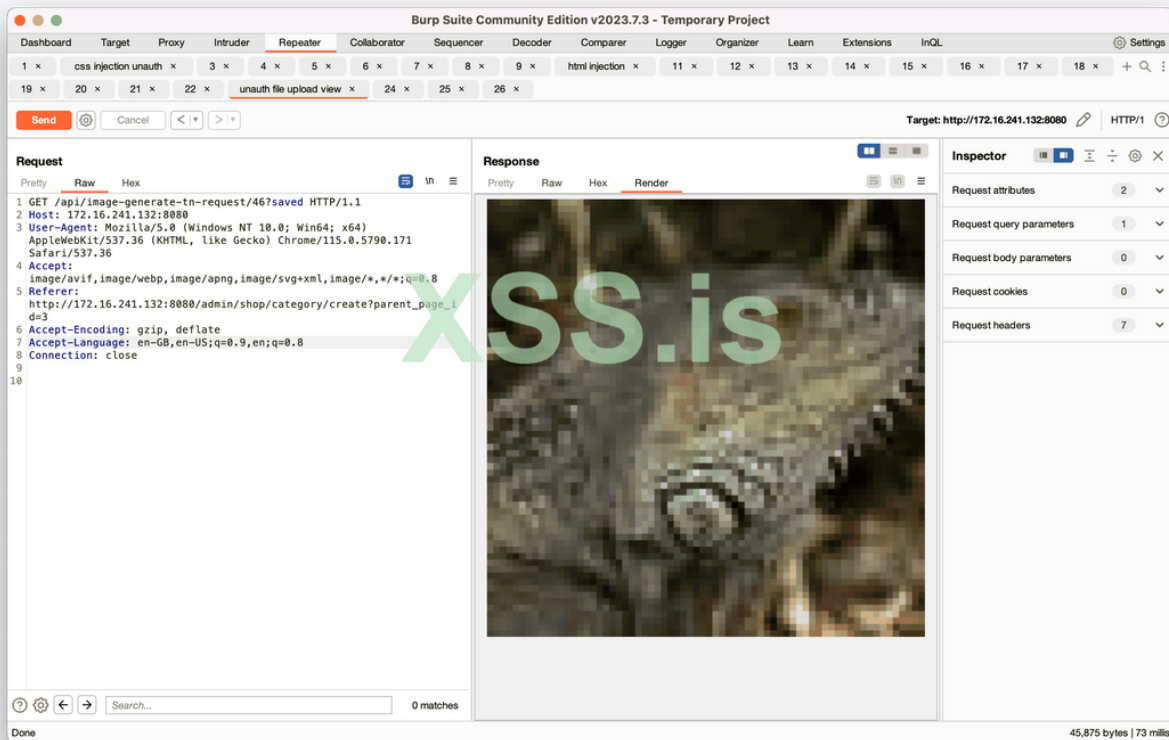 Burp Suite Community Edition v2023.7.3 - Temporary Project
Dashboard Target Proxy Intruder Repeater Collaborator Sequencer Decoder Comparer Logger Organizer Learn Extensions InQL Settings
1 × css injection unauth × 3 × 4 × 5 × 6 × 7 × 8 × 9 × html injection × 11 × 12 × 13 × 14 × 15 × 16 × 17 × 18 × +
19 × 20 × 21 × 22 × unauth file upload view × 24 × 25 × 26 ×
Send Cancel < > Target: http://172.16.241.132:8080 HTTP/1 ?
Request
Pretty Raw Hex \n
1 GET /api/image-generate-tn-request/46?saved HTTP/1.1
2 Host: 172.16.241.132:8080
3 User-Agent: Mozilla/5.0 (Windows NT 10.0; Win64; x64)
AppleWebKit/537.36 (KHTML, like Gecko) Chrome/115.0.5790.171
Safari/537.36
4 Accept:
image/avif,image/webp,image/apng,image/svg+xml,image/*,*/*;q=0.8
5 Referer:
http://172.16.241.132:8080/admin/shop/category/create?parent_page_i
d=3
6 Accept-Encoding: gzip, deflate
7 Accept-Language: en-GB,en-US;q=0.9,en;q=0.8
8 Connection: close
9
10
? Search... 0 matches
Response
Pretty Raw Hex Render \n
XSS.is
Inspector
Request attributes 2
Request query parameters 1
Request body parameters 0
Request cookies 0
Request headers 7
Done 45,875 bytes | 73 millis